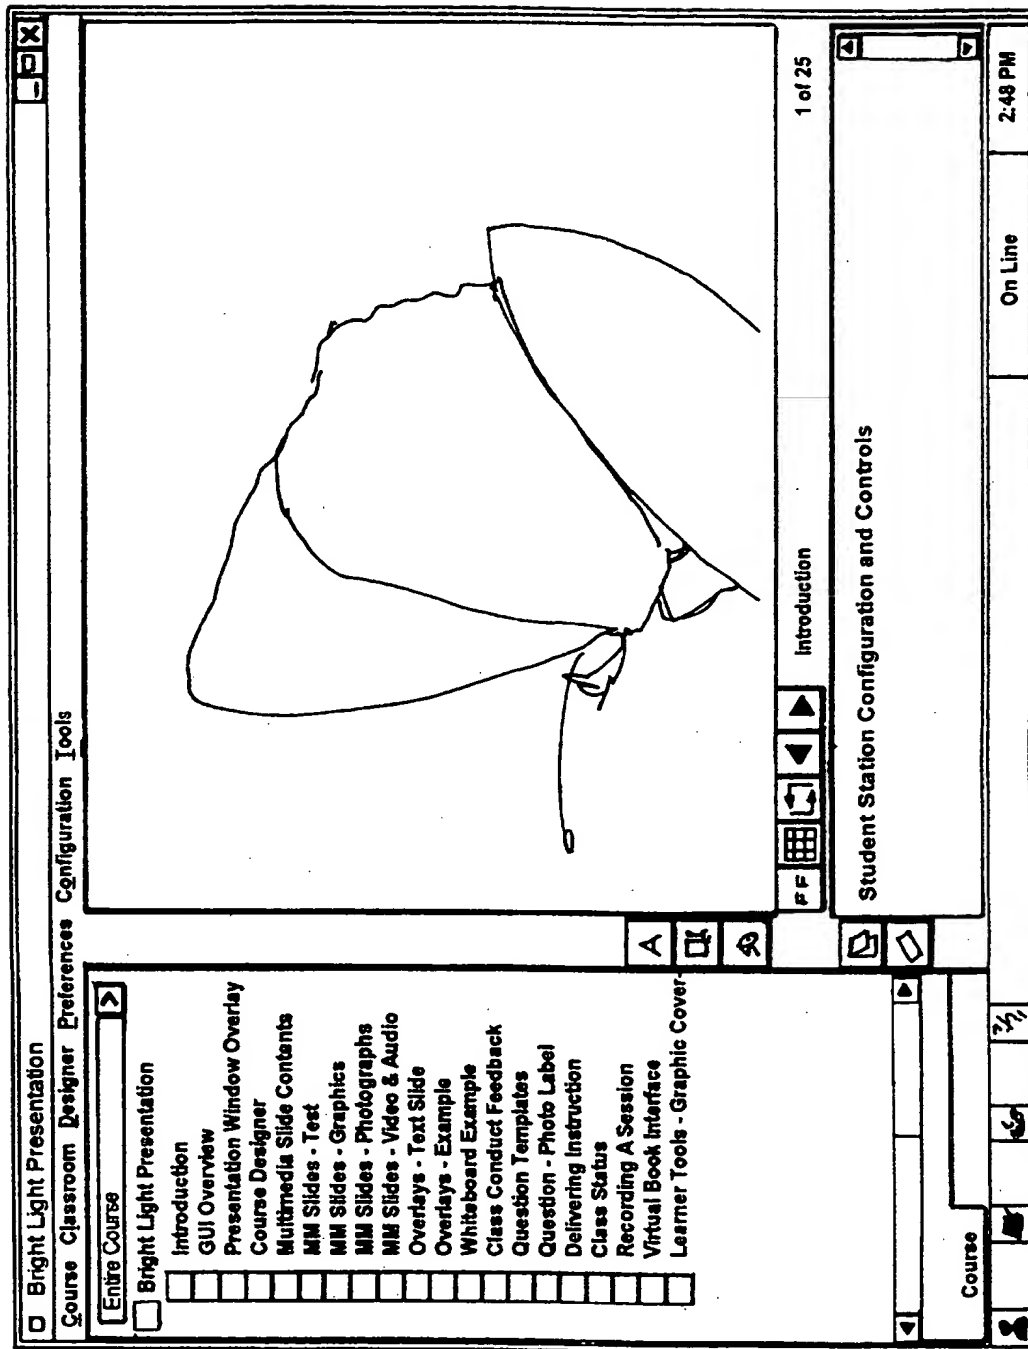 Bright Light Presentation
Course Classroom Designer Preferences Configuration Tools
Entire Course >
Bright Light Presentation
Introduction
GUI Overview
Presentation Window Overlay
Course Designer
Multimedia Slide Contents
MM Slides - Test
MM Slides - Graphics
MM Slides - Photographs
MM Slides - Video & Audio
Overlays - Text Slide
Overlays - Example
Whiteboard Example
Class Conduct Feedback
Question Templates
Question - Photo Label
Delivering Instruction
Class Status
Recording A Session
Virtual Book Interface
Learner Tools - Graphic Cover-
Course
A
FF
Introduction
1 of 25
Student Station Configuration and Controls
On Line
2:48 PM